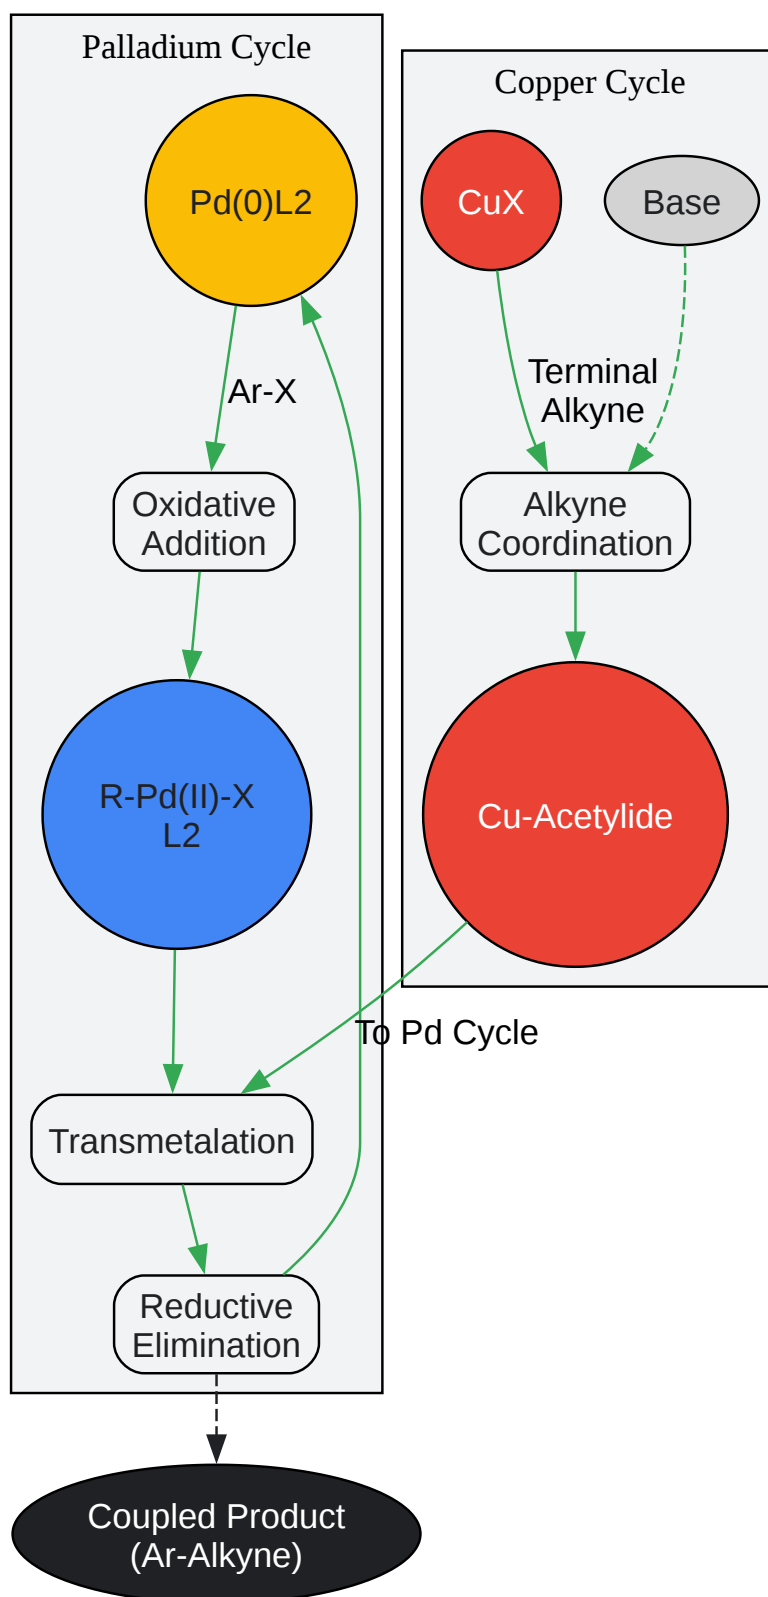 Palladium Cycle
Pd(0)L2
Ar-X
Oxidative
Addition
R-Pd(II)-X
L2
Transmetalation
Reductive
Elimination
Coupled Product
(Ar-Alkyne)
Copper Cycle
CuX
Base
Terminal
Alkyne
Alkyne
Coordination
Cu-Acetylide
To Pd Cycle